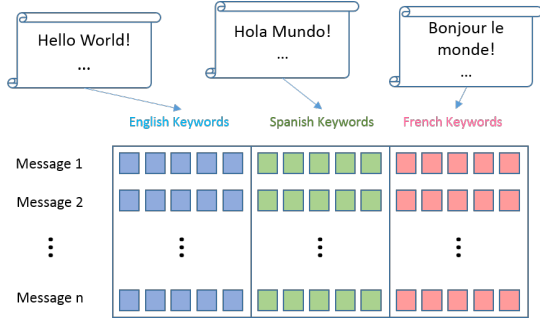 Hello World!
...
Hola Mundo!
...
Bonjour le
monde!
...
English Keywords
Spanish Keywords
French Keywords
Message 1
Message 2
Message n